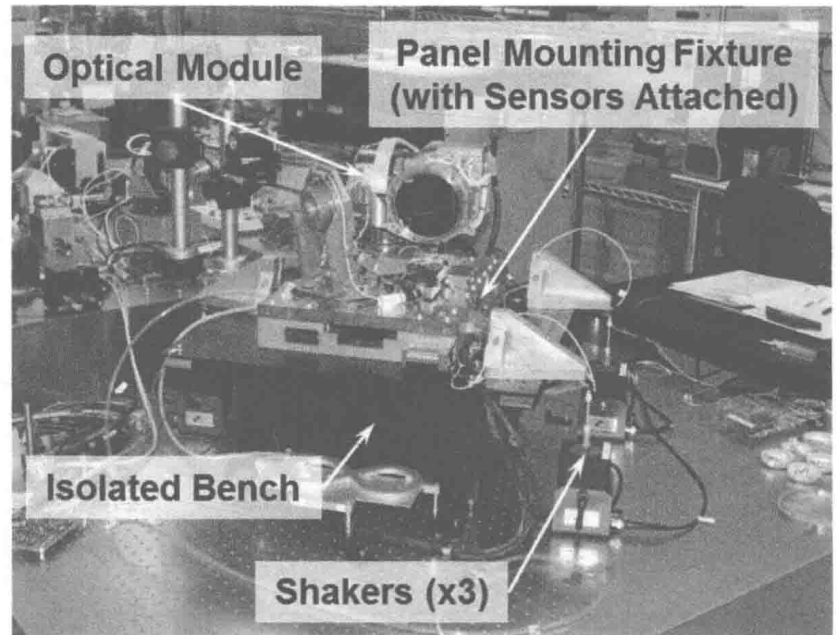 Optical Module
Panel Mounting Fixture
(with Sensors Attached)
Isolated Bench
Shakers (x3)